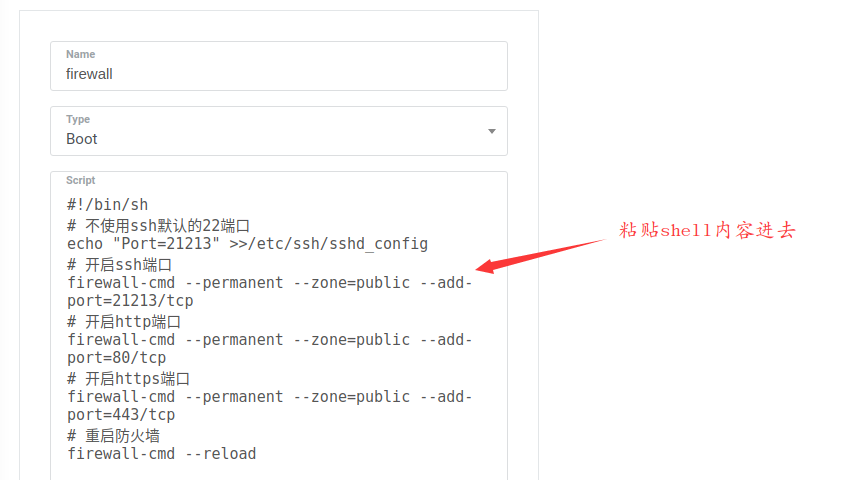 Name
firewall
Type
Boot
Script
#!/bin/sh
# 不使用ssh默认的22端口
echo "Port=21213" >>/etc/ssh/sshd_config
# 开启ssh端口
firewall-cmd --permanent --zone=public --add-
port=21213/tcp
# 开启http端口
firewall-cmd --permanent --zone=public --add-
port=80/tcp
# 开启https端口
firewall-cmd --permanent --zone=public --add-
port=443/tcp
# 重启防火墙
firewall-cmd --reload
粘贴shell内容进去